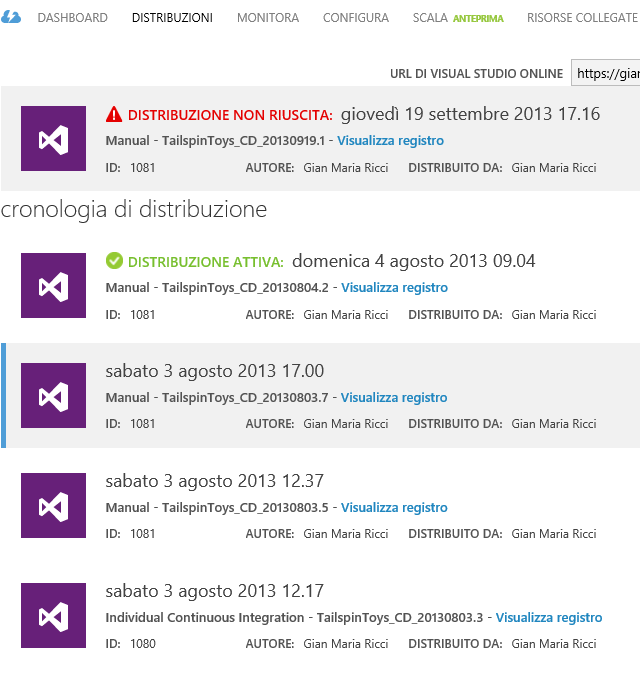 DASHBOARD DISTRIBUZIONI MONITORA CONFIGURA SCALA ANTEPRIMA RISORSE COLLEGATE
URL DI VISUAL STUDIO ONLINE https://gian
DISTRIBUZIONE NON RIUSCITA: giovedì 19 settembre 2013 17.16
Manual - TailspinToys_CD_20130919.1 - Visualizza registro
ID: 1081 AUTORE: Gian Maria Ricci DISTRIBUITO DA: Gian Maria Ricci
cronologia di distribuzione
DISTRIBUZIONE ATTIVA: domenica 4 agosto 2013 09.04
Manual - TailspinToys_CD_20130804.2 - Visualizza registro
ID: 1081 AUTORE: Gian Maria Ricci DISTRIBUITO DA: Gian Maria Ricci
sabato 3 agosto 2013 17.00
Manual - TailspinToys_CD_20130803.7 - Visualizza registro
ID: 1081 AUTORE: Gian Maria Ricci DISTRIBUITO DA: Gian Maria Ricci
sabato 3 agosto 2013 12.37
Manual - TailspinToys_CD_20130803.5 - Visualizza registro
ID: 1081 AUTORE: Gian Maria Ricci DISTRIBUITO DA: Gian Maria Ricci
sabato 3 agosto 2013 12.17
Individual Continuous Integration - TailspinToys_CD_20130803.3 - Visualizza registro
ID: 1080 AUTORE: Gian Maria Ricci DISTRIBUITO DA: Gian Maria Ricci